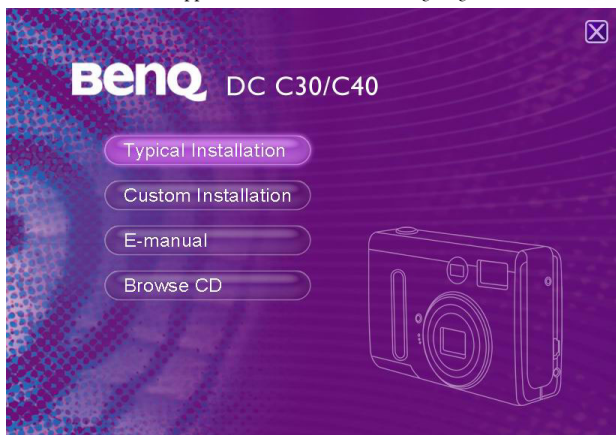 BenQ DC C30/C40
Typical Installation
Custom Installation
E-manual
Browse CD